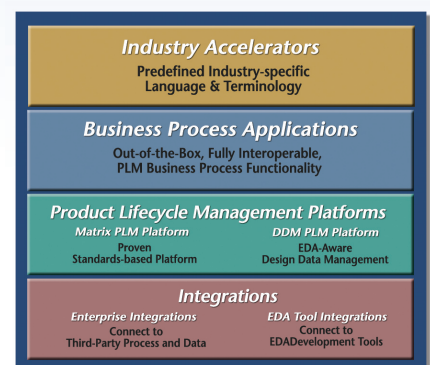 Industry Accelerators
Predefined Industry-specific
Language & Terminology
Business Process Applications
Out-of-the-Box, Fully Interoperable,
PLM Business Process Functionality
Product Lifecycle Management Platforms
Matrix PLM Platform
Proven
Standards-based Platform
DDM PLM Platform
EDA-Aware
Design Data Management
Integrations
Enterprise Integrations
Connect to
Third-Party Process and Data
EDA Tool Integrations
Connect to
EDADevelopment Tools